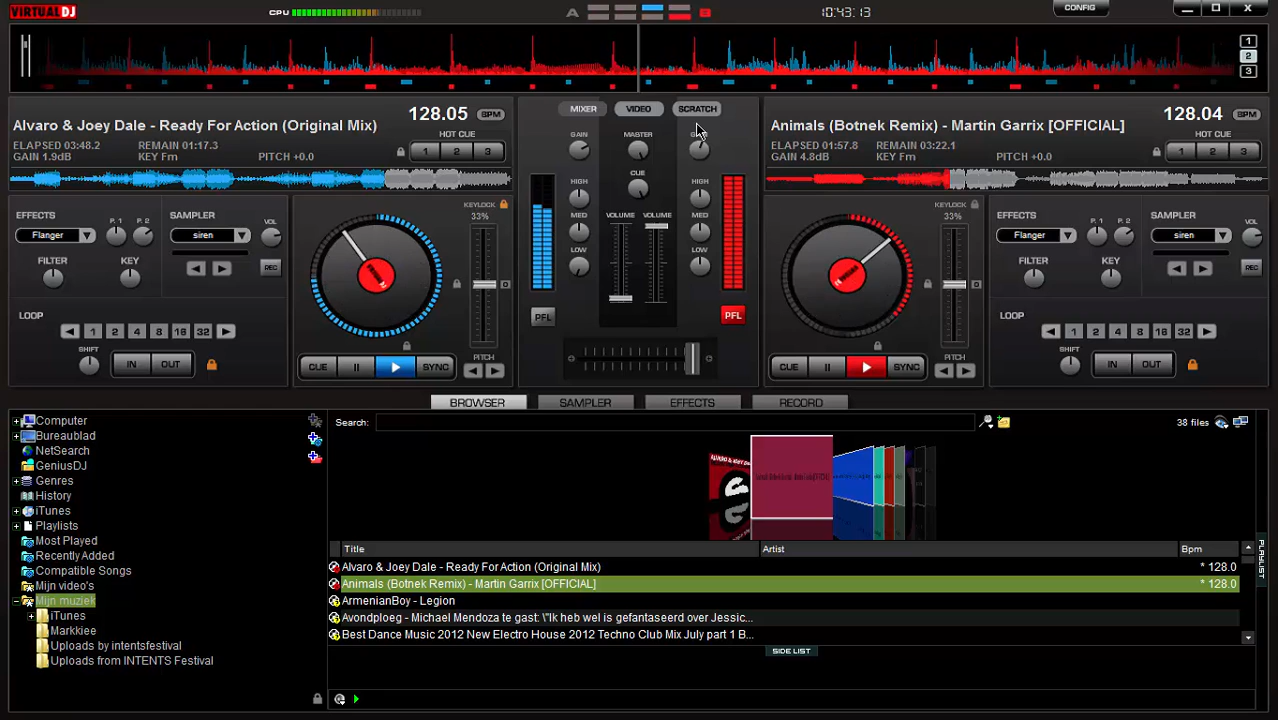 VIRTUAL DJ CPU A 10:43:13 CONFIG
1
2
3
128.05 BPM MIXER VIDEO SCRATCH 128.04 BPM
Alvaro & Joey Dale - Ready For Action (Original Mix) Animals (Botnek Remix) - Martin Garrix [OFFICIAL]
HOT CUE GAIN MASTER HOT CUE
ELAPSED 03:48.2 REMAIN 01:17.3 1 2 3 ELAPSED 01:57.8 REMAIN 03:22.1 1 2 3
GAIN 1.9dB KEY Fm PITCH +0.0 GAIN 4.8dB KEY Fm PITCH +0.0
HIGH CUE HIGH
KEYLOCK KEYLOCK
EFFECTS P. 1 P. 2 SAMPLER VOL 33% MED VOLUME VOLUME MED 33% EFFECTS P. 1 P. 2 SAMPLER VOL
Flanger siren Flanger siren
LOW LOW
FILTER KEY REC FILTER KEY REC
LOOP PFL PFL LOOP
1 2 4 8 16 32 1 2 4 8 16 32
SHIFT IN OUT PITCH SHIFT IN OUT PITCH
CUE SYNC CUE SYNC
BROWSER SAMPLER EFFECTS RECORD
Computer
Bureaublad
NetSearch
GeniusDJ
Genres
History
iTunes
Playlists
Most Played
Recently Added
Compatible Songs
Mijn video's
Mijn muziek
iTunes
Markkiee
Uploads by intentsfestival
Uploads from INTENTS Festival
Search: 38 files
Title Artist Bpm
Alvaro & Joey Dale - Ready For Action (Original Mix) * 128.0
Animals (Botnek Remix) - Martin Garrix [OFFICIAL] * 128.0
ArmenianBoy - Legion
Avondploeg - Michael Mendoza te gast: \"Ik heb wel is gefantaseerd over Jessic...
Best Dance Music 2012 New Electro House 2012 Techno Club Mix July part 1 B...
SIDE LIST
PLAYLIST